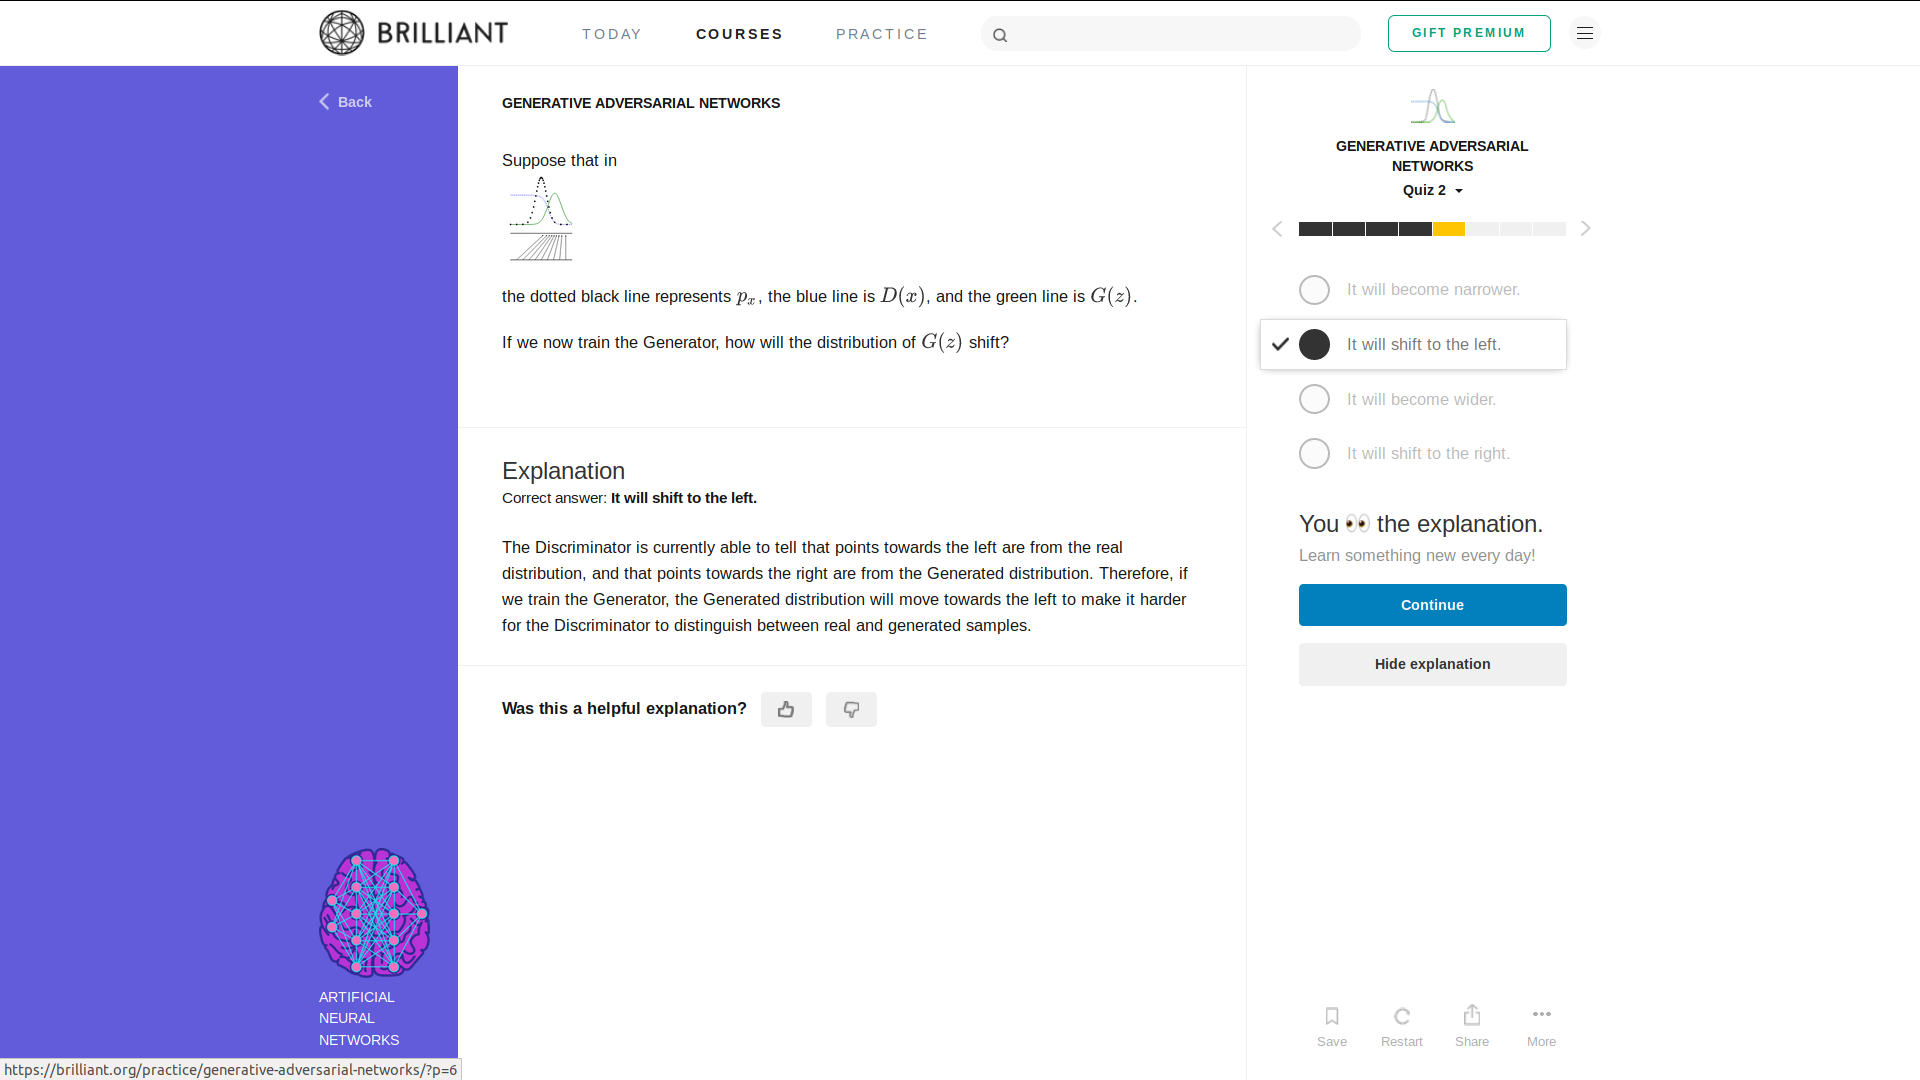 BRILLIANT
TODAY
COURSES
PRACTICE
GIFT PREMIUM
Back
GENERATIVE ADVERSARIAL NETWORKS
Suppose that in
the dotted black line represents pₓ, the blue line is D(x), and the green line is G(z).
If we now train the Generator, how will the distribution of G(z) shift?
Explanation
Correct answer: It will shift to the left.
The Discriminator is currently able to tell that points towards the left are from the real
distribution, and that points towards the right are from the Generated distribution. Therefore, if
we train the Generator, the Generated distribution will move towards the left to make it harder
for the Discriminator to distinguish between real and generated samples.
Was this a helpful explanation?
GENERATIVE ADVERSARIAL
NETWORKS
Quiz 2
It will become narrower.
It will shift to the left.
It will become wider.
It will shift to the right.
You 👀 the explanation.
Learn something new every day!
Continue
Hide explanation
Save
Restart
Share
More
ARTIFICIAL
NEURAL
NETWORKS
https://brilliant.org/practice/generative-adversarial-networks/?p=6